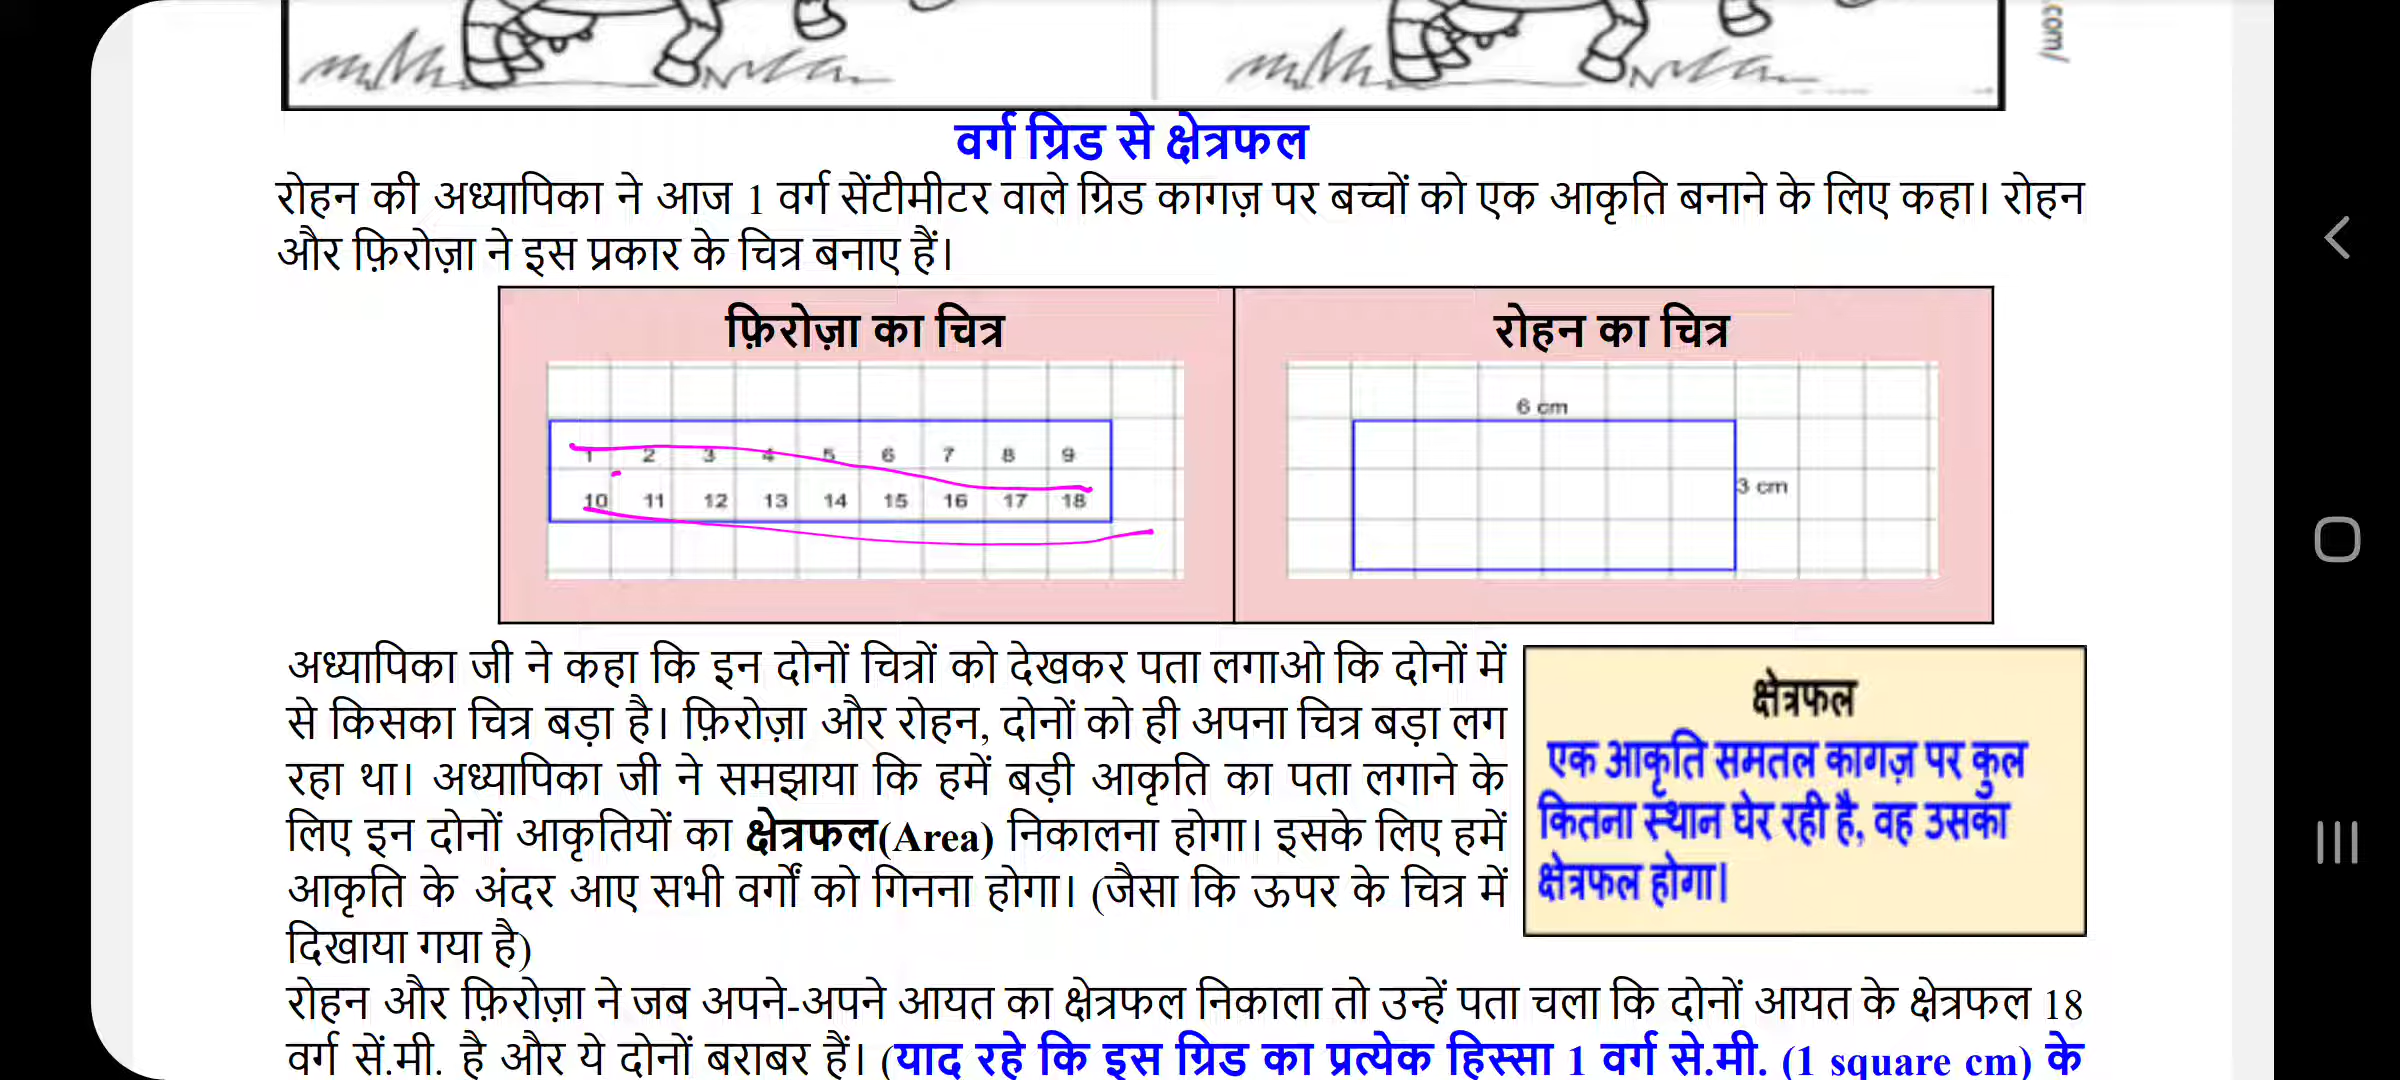 .com/
वर्ग ग्रिड से क्षेत्रफल
रोहन की अध्यापिका ने आज 1 वर्ग सेंटीमीटर वाले ग्रिड कागज़ पर बच्चों को एक आकृति बनाने के लिए कहा। रोहन
और फ़िरोज़ा ने इस प्रकार के चित्र बनाए हैं।
फ़िरोज़ा का चित्र
1 2 3 4 5 6 7 8 9
10 11 12 13 14 15 16 17 18
रोहन का चित्र
6 cm
3 cm
अध्यापिका जी ने कहा कि इन दोनों चित्रों को देखकर पता लगाओ कि दोनों में
से किसका चित्र बड़ा है। फ़िरोज़ा और रोहन, दोनों को ही अपना चित्र बड़ा लग
रहा था। अध्यापिका जी ने समझाया कि हमें बड़ी आकृति का पता लगाने के
लिए इन दोनों आकृतियों का क्षेत्रफल(Area) निकालना होगा। इसके लिए हमें
आकृति के अंदर आए सभी वर्गों को गिनना होगा। (जैसा कि ऊपर के चित्र में
दिखाया गया है)
क्षेत्रफल
एक आकृति समतल कागज़ पर कुल
कितना स्थान घेर रही है, वह उसका
क्षेत्रफल होगा।
रोहन और फ़िरोज़ा ने जब अपने-अपने आयत का क्षेत्रफल निकाला तो उन्हें पता चला कि दोनों आयत के क्षेत्रफल 18
वर्ग सें.मी. है और ये दोनों बराबर हैं। (याद रहे कि इस ग्रिड का प्रत्येक हिस्सा 1 वर्ग से.मी. (1 square cm) के